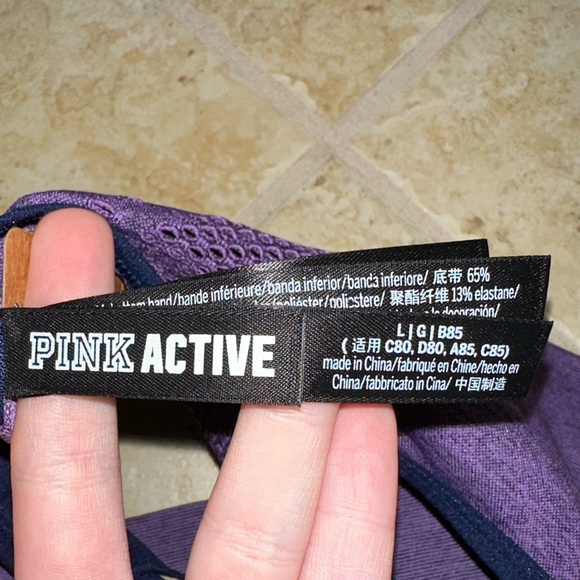 PINK ACTIVE
L|G|B85
( 适用 C80, D80, A85, C85)
made in China/fabriqué en Chine/hecho en
China/fabbricato in Cina/ 中国制造
band/bande inférieure/banda inferior/banda inferiore/ 底带 65%
/poliéster/poliestere/ 聚酯纤维 13% elastane/